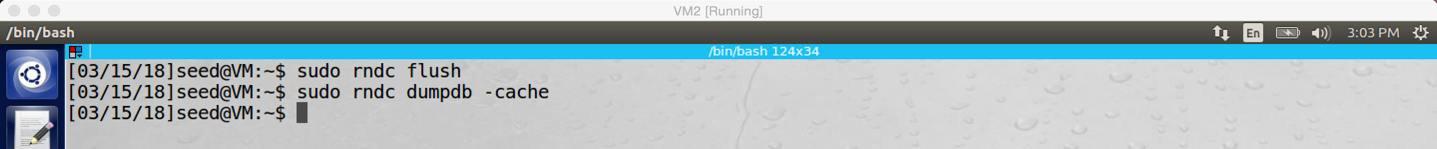 VM2 [Running]
/bin/bash
En
3:03 PM
/bin/bash 124x34
[03/15/18]seed@VM:~$ sudo rndc flush
[03/15/18]seed@VM:~$ sudo rndc dumpdb -cache
[03/15/18]seed@VM:~$